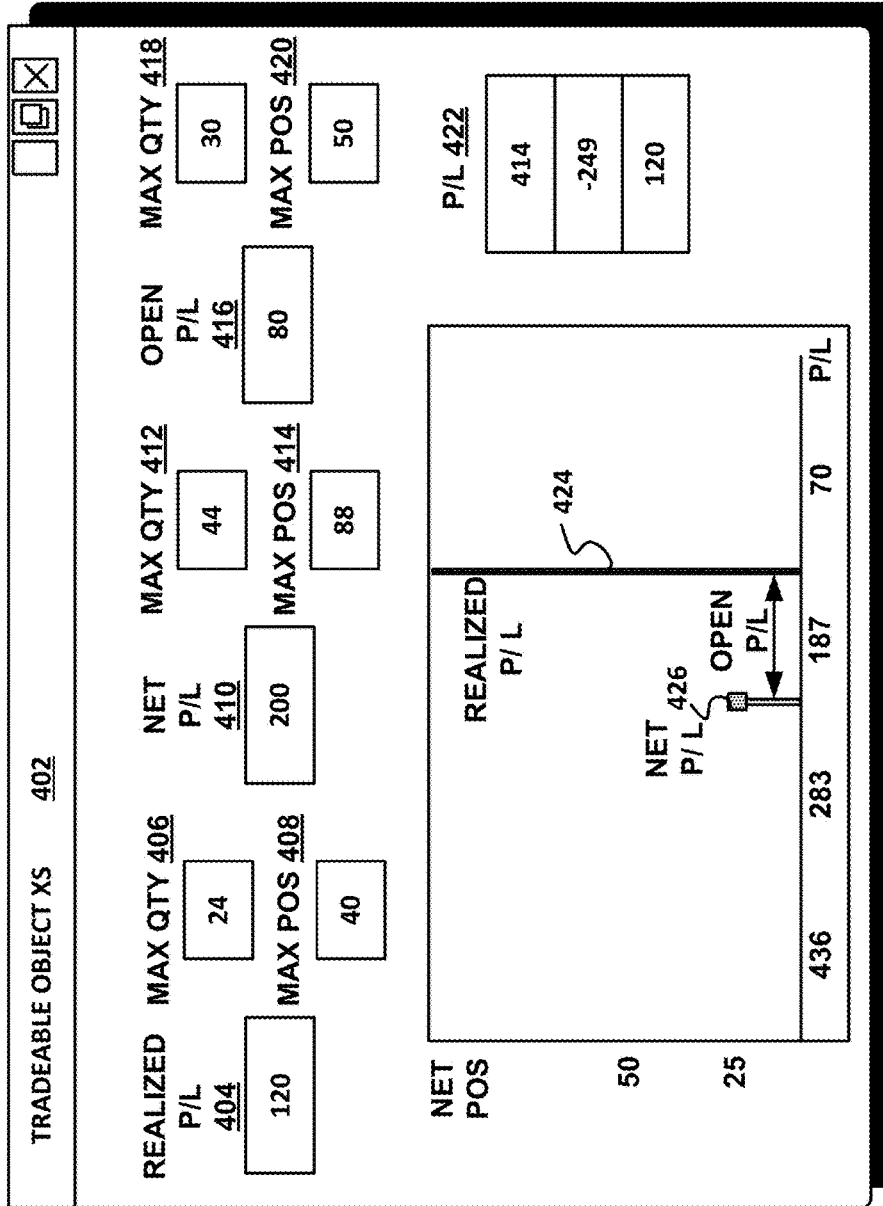 TRADEABLE OBJECT XS 402
REALIZED
P/L
404
120
MAX QTY 406
24
MAX POS 408
40
NET
P/L
410
200
MAX QTY 412
44
MAX POS 414
88
OPEN
P/L
416
80
MAX QTY 418
30
MAX POS 420
50
NET
POS
50
25
REALIZED
P/ L
424
NET
P/ L
426
OPEN
P/L
436 283 187 70 P/L
P/L 422
414
-249
120